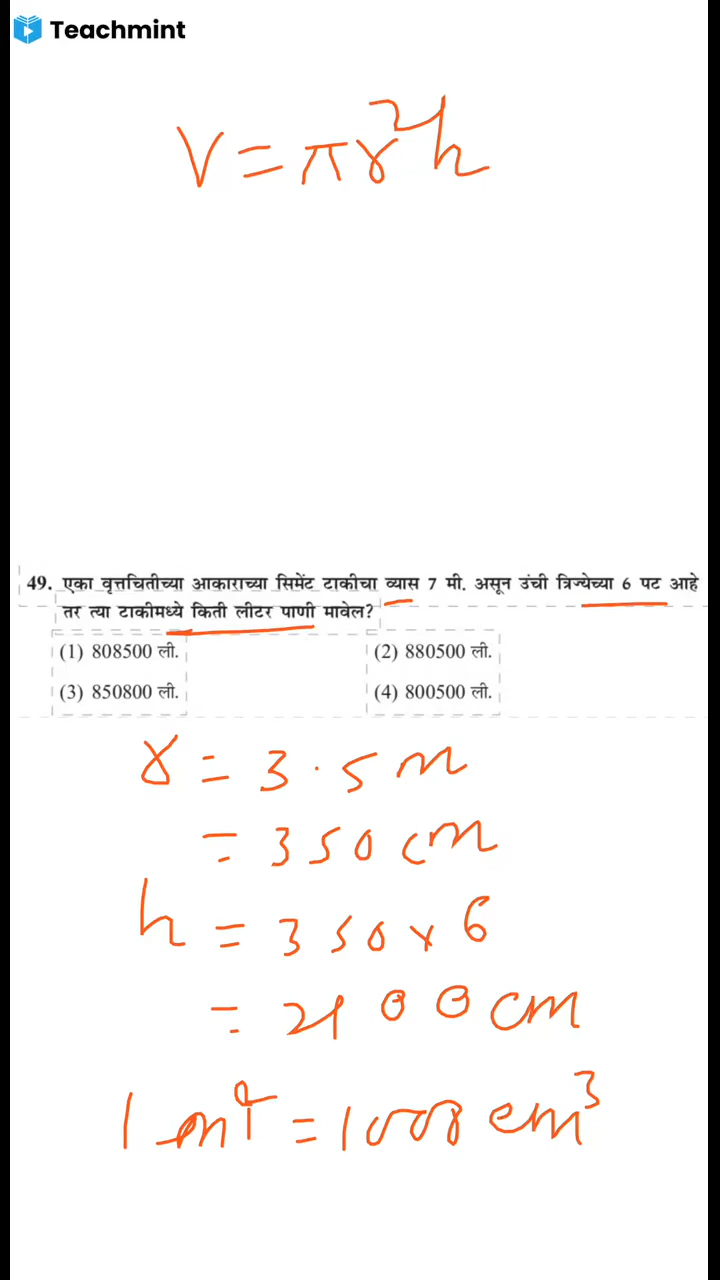 Teachmint
V = πr²h
49. एका वृत्तचितीच्या आकाराच्या सिमेंट टाकीचा व्यास 7 मी. असून उंची त्रिज्येच्या 6 पट आहे
तर त्या टाकीमध्ये किती लीटर पाणी मावेल?
(1) 808500 ली. (2) 880500 ली.
(3) 850800 ली. (4) 800500 ली.
r = 3.5 m
= 350 cm
h = 350 x 6
= 2100 cm
1 = 1000 cm³